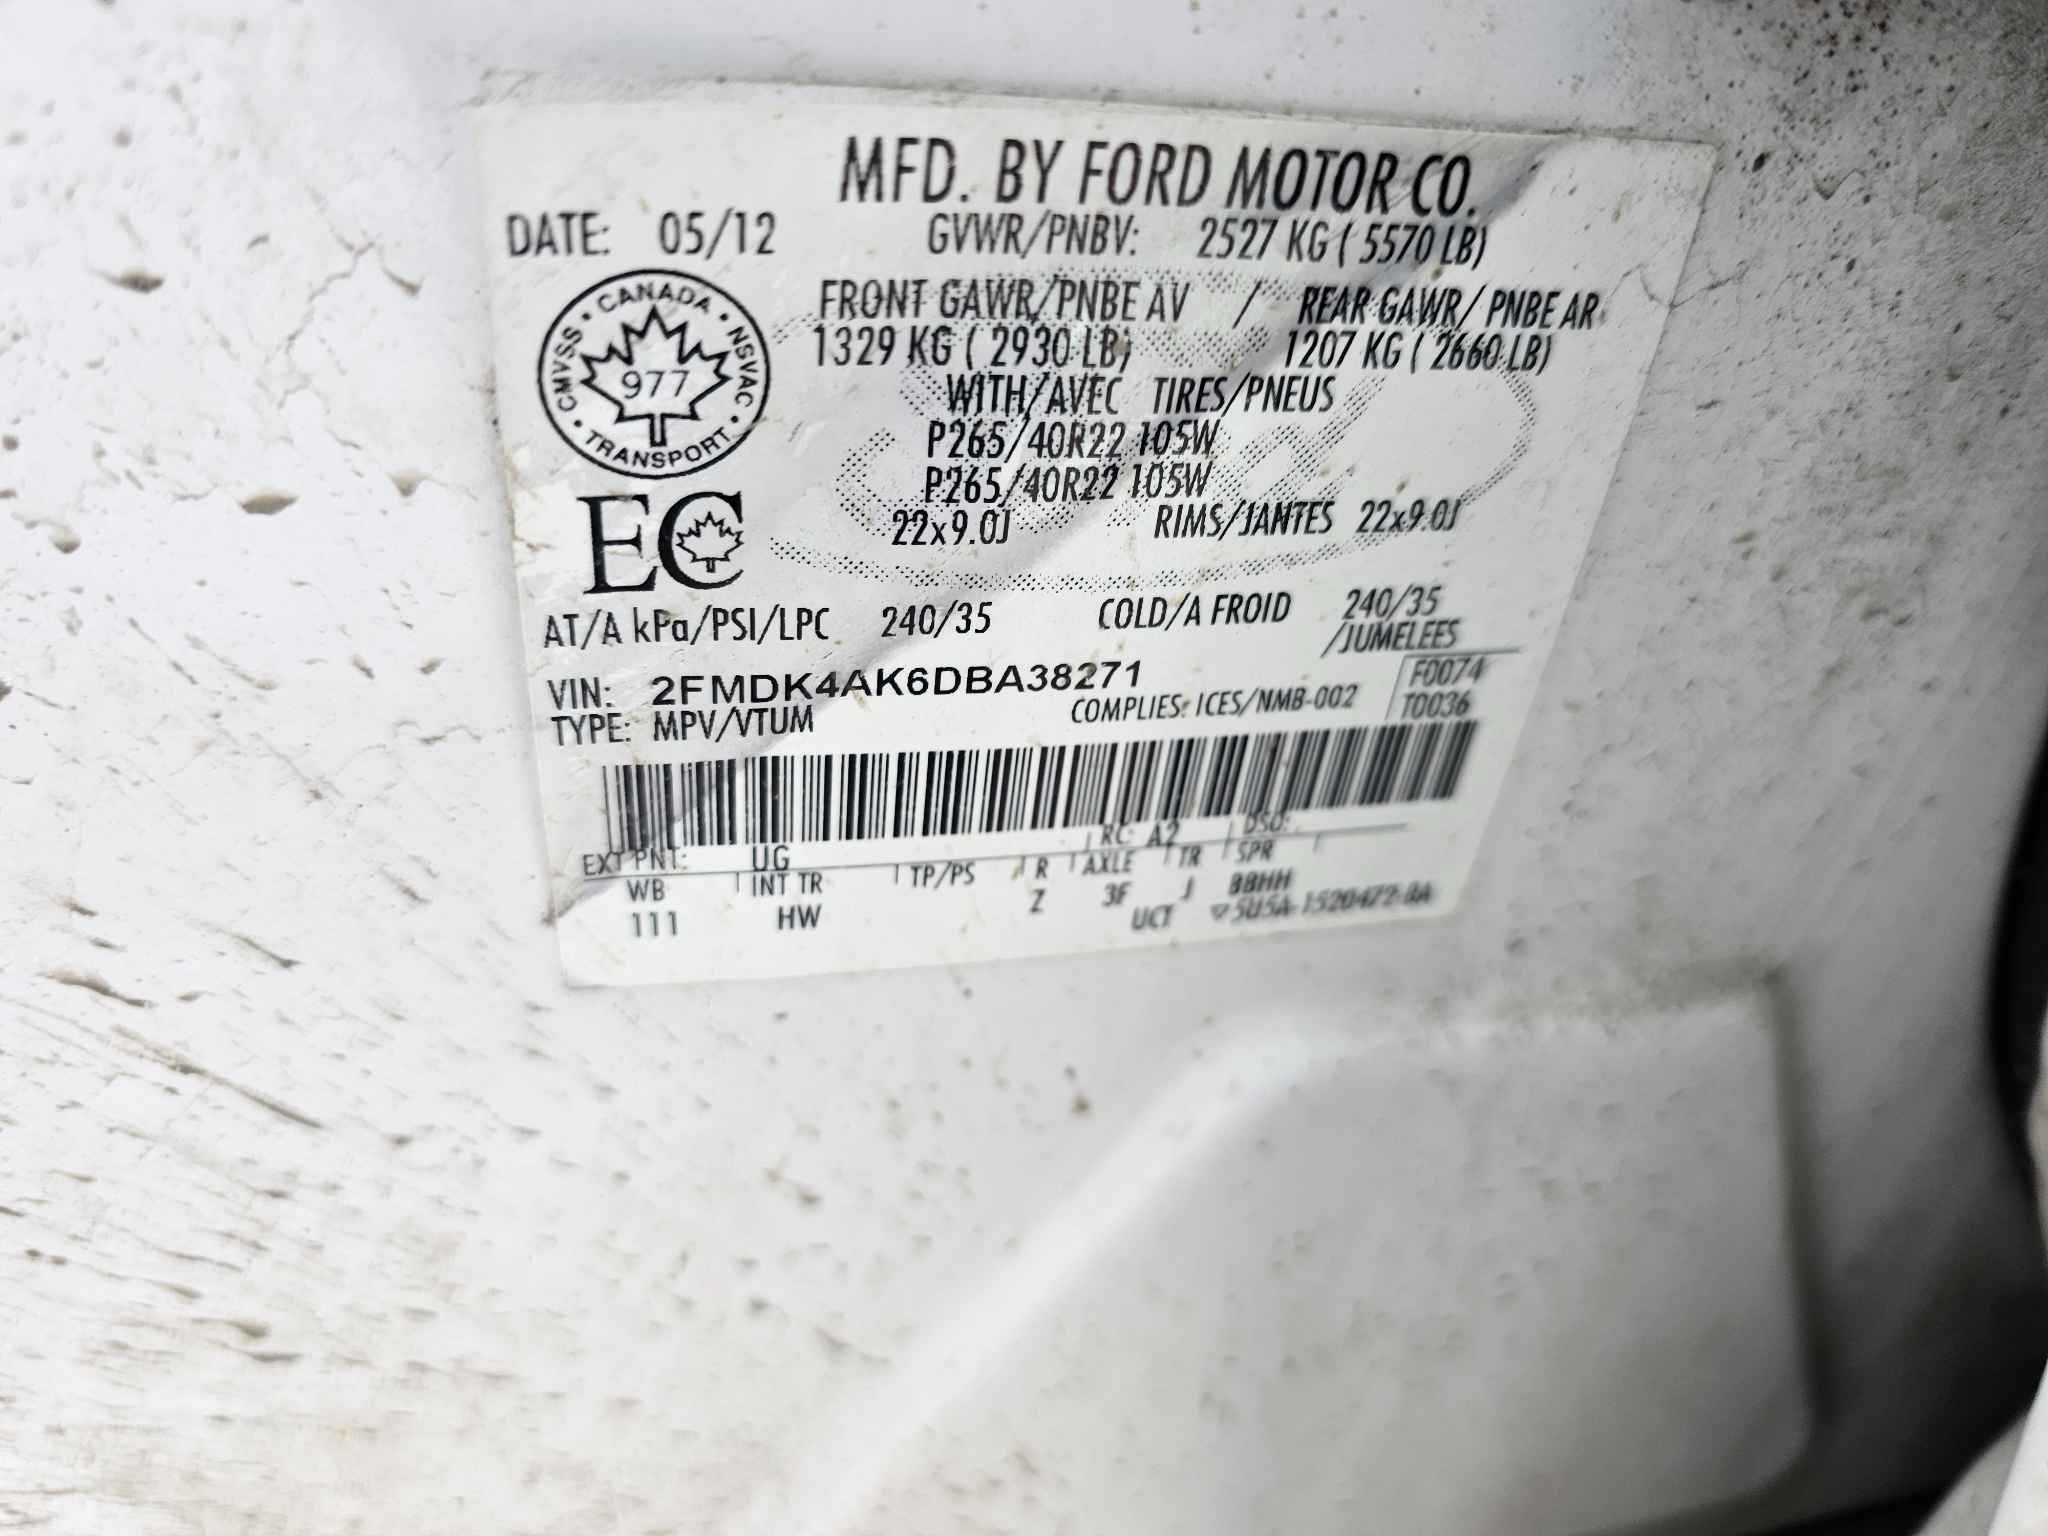 MFD. BY FORD MOTOR CO.
DATE: 05/12 GVWR/PNBV: 2527 KG ( 5570 LB)
CANADA • NSVAC • TRANSPORT • CMVSS •
977
FRONT GAWR/PNBE AV / REAR GAWR/ PNBE AR
1329 KG ( 2930 LB) 1207 KG ( 2660 LB)
WITH/AVEC TIRES/PNEUS
P265/40R22 105W
P265/40R22 105W
22x9.0J RIMS/JANTES 22x9.0J
EC
AT/A kPa/PSI/LPC 240/35 COLD/A FROID 240/35
/JUMELEES
VIN: 2FMDK4AK6DBA38271 F0074
TYPE: MPV/VTUM COMPLIES: ICES/NMB-002 T0036
EXT PNT: UG RC: A2 DSO:
WB INT TR TP/PS R AXLE TR SPR
111 HW Z 3F J BBHH
UCT 5U5A-1520472-BA